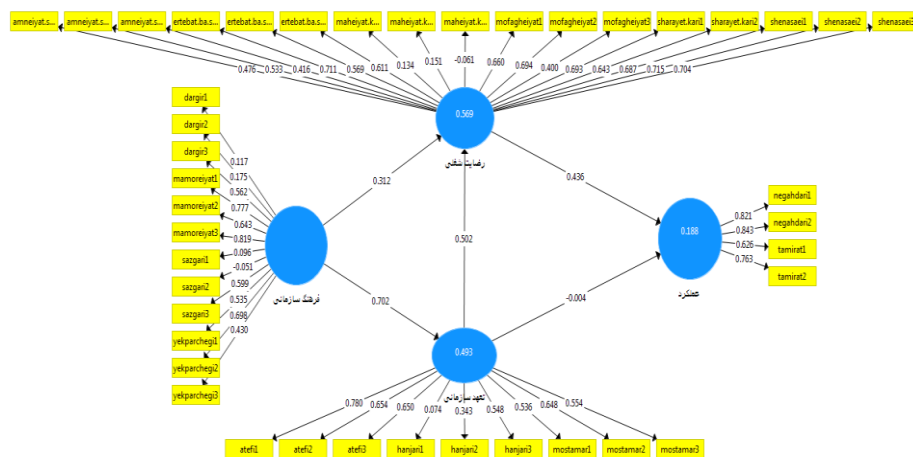 amneiyat.s... amneiyat.s... amneiyat.s... ertebat.ba.s... ertebat.ba.s... ertebat.ba.s... maheiyat.k... maheiyat.k... maheiyat.k... mofagheiyat1 mofagheiyat2 mofagheiyat3 sharayet.kari1 sharayet.kari2 shenasaei1 shenasaei2 shenasaei3
0.476 0.533 0.416 0.711 0.569 0.611 0.134 0.151 -0.061 0.660 0.694 0.400 0.693 0.643 0.687 0.715 0.704
0.569
رضایت شغلی
dargir1
dargir2
dargir3
mamoreiyat1
mamoreiyat2
mamoreiyat3
sazgari1
sazgari2
sazgari3
yekparchegi1
yekparchegi2
yekparchegi3
0.117
0.175
0.562
0.777
0.643
0.819
0.096
-0.051
0.599
0.535
0.698
0.430
فرهنگ سازمانی
0.312
0.436
0.502
0.702
-0.004
0.188
عملکرد
0.821
0.843
0.626
0.763
negahdari1
negahdari2
tamirat1
tamirat2
0.493
تعهد سازمانی
0.780 0.654 0.650 0.074 0.343 0.548 0.536 0.648 0.554
atefi1 atefi2 atefi3 hanjari1 hanjari2 hanjari3 mostamar1 mostamar2 mostamar3